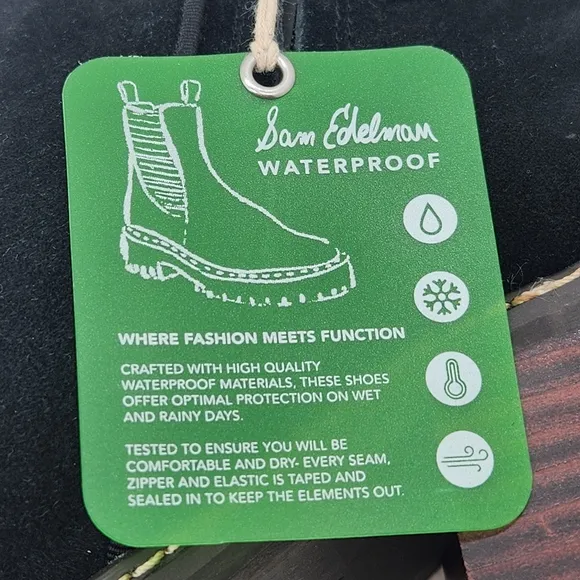 Sam Edelman
WATERPROOF
WHERE FASHION MEETS FUNCTION
CRAFTED WITH HIGH QUALITY
WATERPROOF MATERIALS, THESE SHOES
OFFER OPTIMAL PROTECTION ON WET
AND RAINY DAYS.
TESTED TO ENSURE YOU WILL BE
COMFORTABLE AND DRY- EVERY SEAM,
ZIPPER AND ELASTIC IS TAPED AND
SEALED IN TO KEEP THE ELEMENTS OUT.